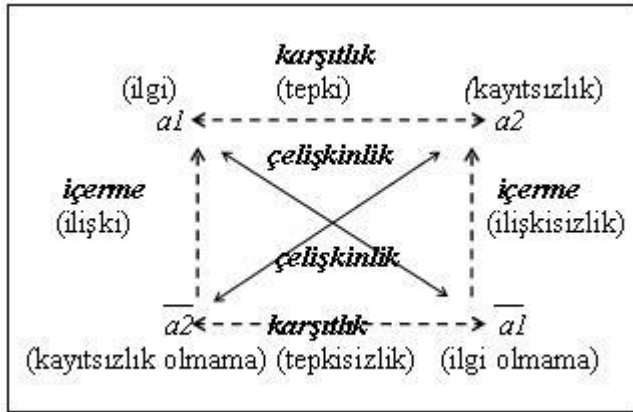 karşıtlık
(ilgi) (tepki) (kayıtsızlık)
a1 a2
çelişkinlik
içerme içerme
(ilişki) (ilişkisizlik)
çelişkinlik
a2 karşıtlık a1
(kayıtsızlık olmama) (tepkisizlik) (ilgi olmama)